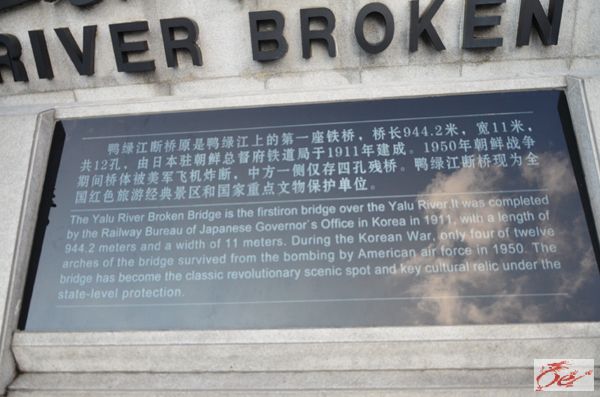 RIVER BROKEN
鸭绿江断桥原是鸭绿江上的第一座铁桥，桥长944.2米，宽11米，
共12孔，由日本驻朝鲜总督府铁道局于1911年建成。1950年朝鲜战争
期间桥体被美军飞机炸断，中方一侧仅存四孔残桥。鸭绿江断桥现为全
国红色旅游经典景区和国家重点文物保护单位。
The Yalu River Broken Bridge is the firstiron bridge over the Yalu River.It was completed
by the Railway Bureau of Japanese Governor's Office in Korea in 1911, with a length of
944.2 meters and a width of 11 meters. During the Korean War, only four of twelve
arches of the bridge survived from the bombing by American air force in 1950. The
bridge has become the classic revolutionary scenic spot and key cultural relic under the
state-level protection.